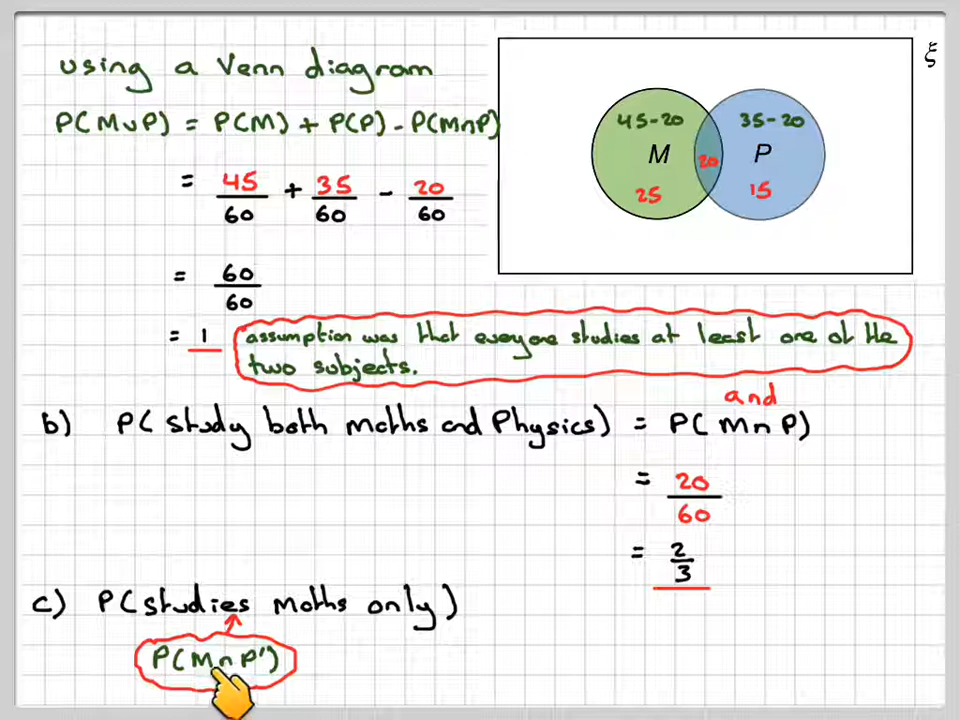 using a Venn diagram
P(M∪P) = P(M) + P(P) - P(M∩P)
= 45/60 + 35/60 - 20/60
= 60/60
= 1
assumption was that everyone studies at least one of the
two subjects.
ξ
45-20 35-20
M 20 P
25 15
and
b) P(study both maths and Physics) = P(M∩P)
= 20/60
= 2/3
c) P(studies maths only)
P(M∩P')